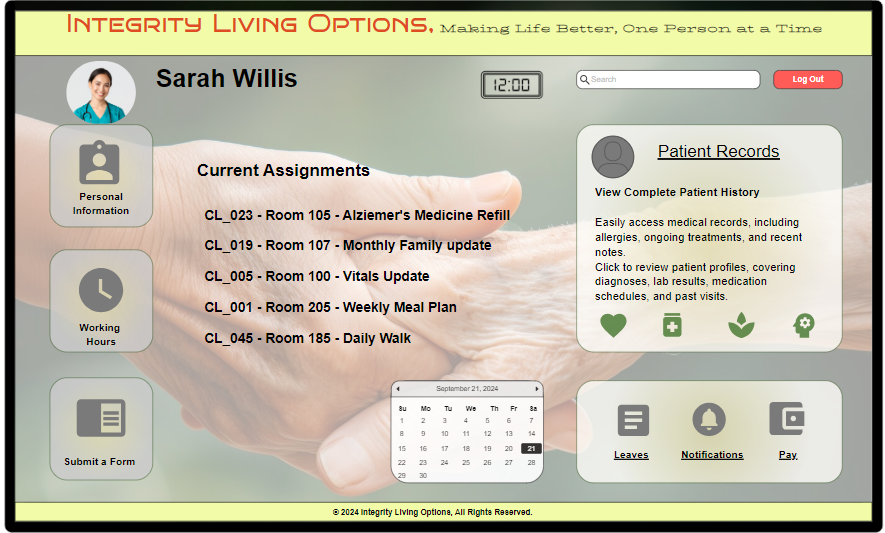 Integrity Living Options, Making Life Better, One Person at a Time
Sarah Willis
12:00
Search
Log Out
Personal
Information
Working
Hours
Submit a Form
Current Assignments
CL_023 - Room 105 - Alziemer's Medicine Refill
CL_019 - Room 107 - Monthly Family update
CL_005 - Room 100 - Vitals Update
CL_001 - Room 205 - Weekly Meal Plan
CL_045 - Room 185 - Daily Walk
September 21, 2024
Su Mo Tu We Th Fr Sa
1 2 3 4 5 6 7
8 9 10 11 12 13 14
15 16 17 18 19 20 21
22 23 24 25 26 27 28
29 30
Patient Records
View Complete Patient History
Easily access medical records, including
allergies, ongoing treatments, and recent
notes.
Click to review patient profiles, covering
diagnoses, lab results, medication
schedules, and past visits.
Leaves Notifications Pay
© 2024 Integrity Living Options, All Rights Reserved.